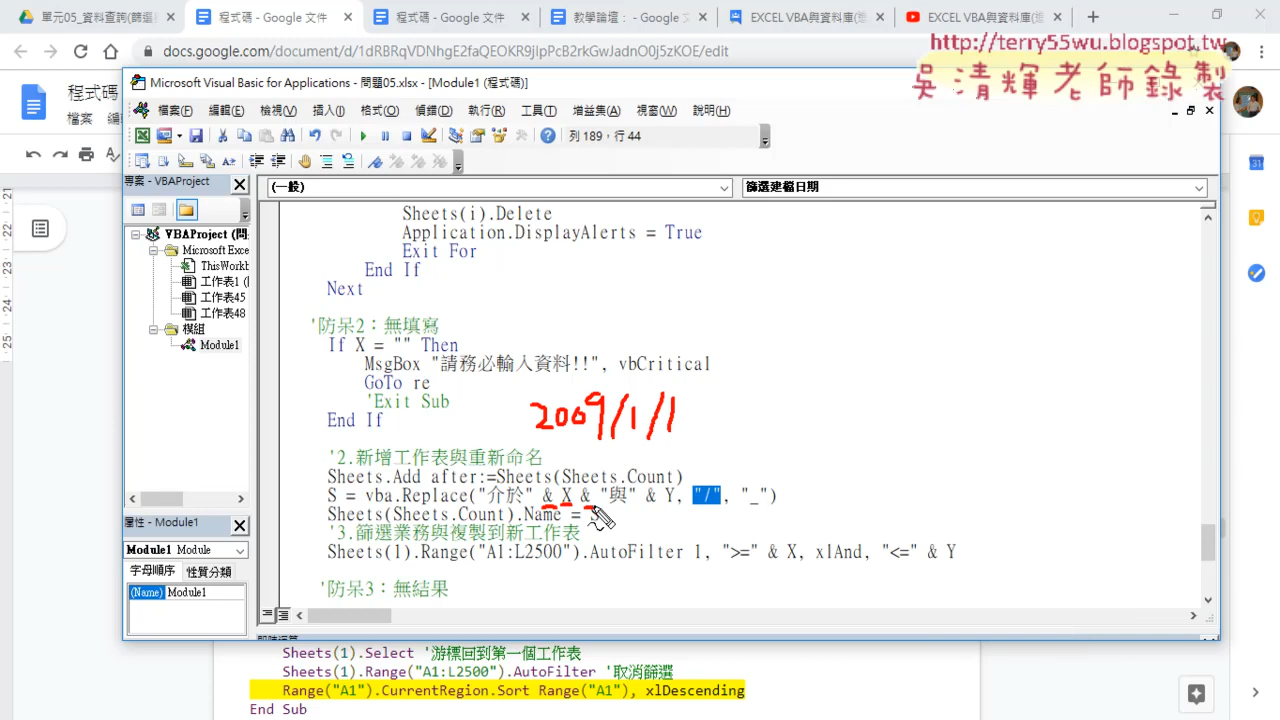 單元05_資料查詢(篩選
程式碼 - Google 文件
程式碼 - Google 文件
教學論壇： - Google 文
EXCEL VBA與資料庫(進
EXCEL VBA與資料庫(進
docs.google.com/document/d/1dRBRqVDNhgE2faQEOKR9jlpPcB2rkGwJadnO0j5zKOE/edit
http://terry55wu.blogspot.tw
吳清輝老師錄製
程式碼
檔案
Microsoft Visual Basic for Applications - 問題05.xlsx - [Module1 (程式碼)]
檔案(F) 編輯(E) 檢視(V) 插入(I) 格式(O) 偵錯(D) 執行(R) 工具(T) 增益集(A) 視窗(W) 說明(H)
列 189，行 44
專案 - VBAProject
(一般)
篩選建檔日期
VBAProject (問
Microsoft Exce
ThisWorkb
工作表1 (
工作表45
工作表48
模組
Module1
屬性 - Module1
Module1 Module
字母順序 性質分類
(Name) Module1
Sheets(i).Delete
Application.DisplayAlerts = True
Exit For
End If
Next
'防呆2：無填寫
If X = "" Then
MsgBox "請務必輸入資料!!", vbCritical
GoTo re
'Exit Sub
End If
2009/1/1
'2.新增工作表與重新命名
Sheets.Add after:=Sheets(Sheets.Count)
S = vba.Replace("介於" & X & "與" & Y, "/", "_")
Sheets(Sheets.Count).Name = S
'3.篩選業務與複製到新工作表
Sheets(1).Range("A1:L2500").AutoFilter 1, ">=" & X, xlAnd, "<=" & Y
'防呆3：無結果
Sheets(1).Select '游標回到第一個工作表
Sheets(1).Range("A1:L2500").AutoFilter '取消篩選
Range("A1").CurrentRegion.Sort Range("A1"), xlDescending
End Sub